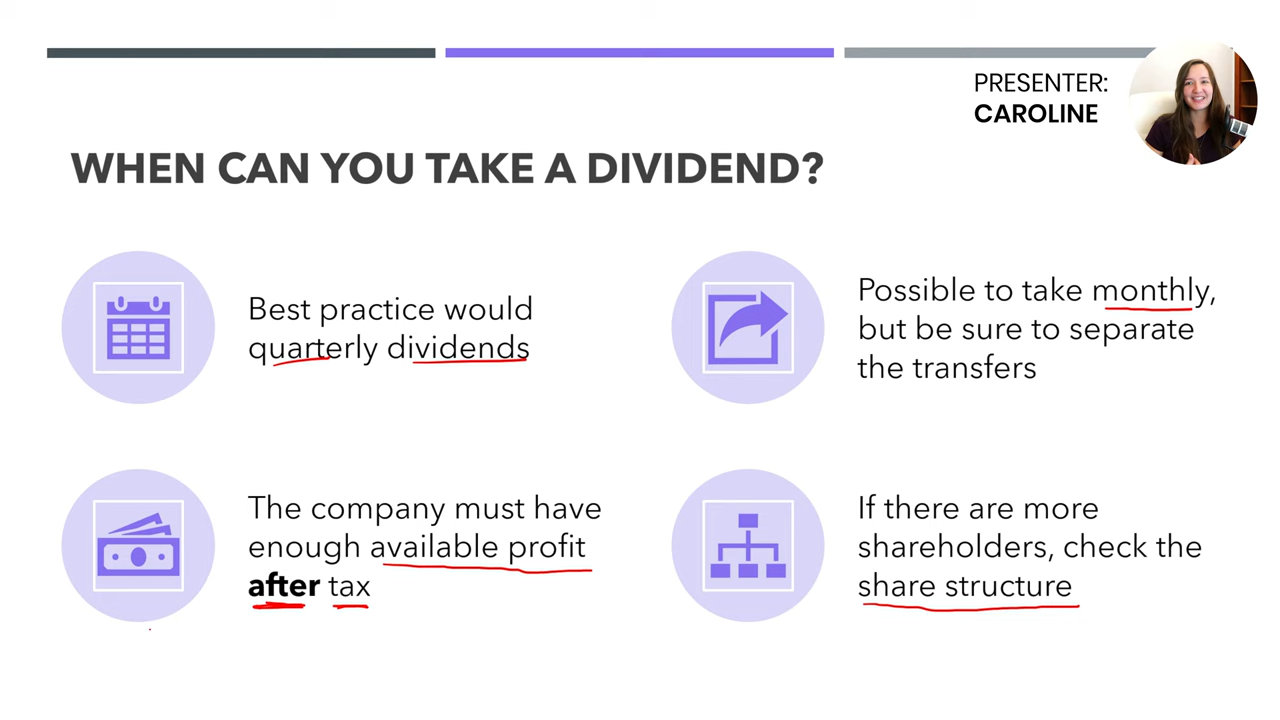 PRESENTER:
CAROLINE
WHEN CAN YOU TAKE A DIVIDEND?
Best practice would
quarterly dividends
Possible to take monthly,
but be sure to separate
the transfers
The company must have
enough available profit
after tax
If there are more
shareholders, check the
share structure